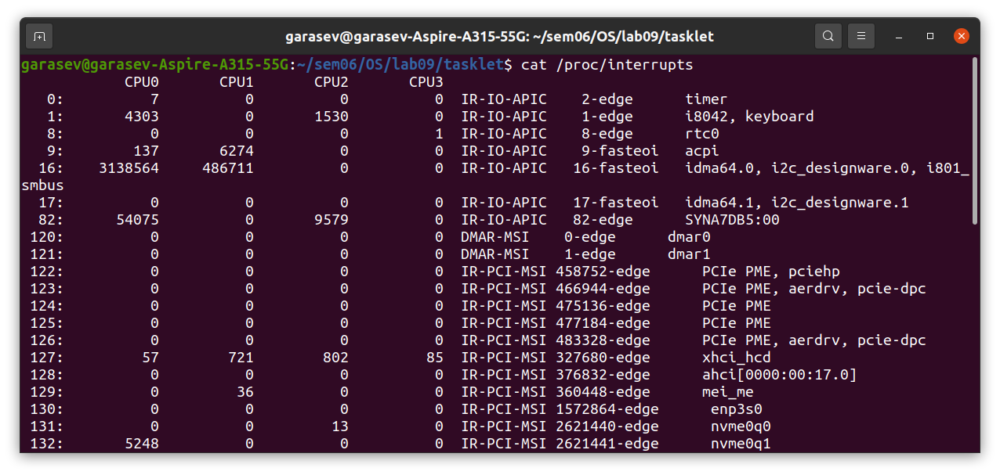 garasev@garasev-Aspire-A315-55G: ~/sem06/OS/lab09/tasklet
garasev@garasev-Aspire-A315-55G:~/sem06/OS/lab09/tasklet$ cat /proc/interrupts
            CPU0       CPU1       CPU2       CPU3
   0:          7          0          0          0  IR-IO-APIC    2-edge      timer
   1:       4303          0       1530          0  IR-IO-APIC    1-edge      i8042, keyboard
   8:          0          0          0          1  IR-IO-APIC    8-edge      rtc0
   9:        137       6274          0          0  IR-IO-APIC    9-fasteoi   acpi
  16:    3138564     486711          0          0  IR-IO-APIC   16-fasteoi   idma64.0, i2c_designware.0, i801_
smbus
  17:          0          0          0          0  IR-IO-APIC   17-fasteoi   idma64.1, i2c_designware.1
  82:      54075          0       9579          0  IR-IO-APIC   82-edge      SYNA7DB5:00
 120:          0          0          0          0  DMAR-MSI    0-edge      dmar0
 121:          0          0          0          0  DMAR-MSI    1-edge      dmar1
 122:          0          0          0          0  IR-PCI-MSI 458752-edge      PCIe PME, pciehp
 123:          0          0          0          0  IR-PCI-MSI 466944-edge      PCIe PME, aerdrv, pcie-dpc
 124:          0          0          0          0  IR-PCI-MSI 475136-edge      PCIe PME
 125:          0          0          0          0  IR-PCI-MSI 477184-edge      PCIe PME
 126:          0          0          0          0  IR-PCI-MSI 483328-edge      PCIe PME, aerdrv, pcie-dpc
 127:         57        721        802         85  IR-PCI-MSI 327680-edge      xhci_hcd
 128:          0          0          0          0  IR-PCI-MSI 376832-edge      ahci[0000:00:17.0]
 129:          0         36          0          0  IR-PCI-MSI 360448-edge      mei_me
 130:          0          0          0          0  IR-PCI-MSI 1572864-edge      enp3s0
 131:          0          0         13          0  IR-PCI-MSI 2621440-edge      nvme0q0
 132:       5248          0          0          0  IR-PCI-MSI 2621441-edge      nvme0q1